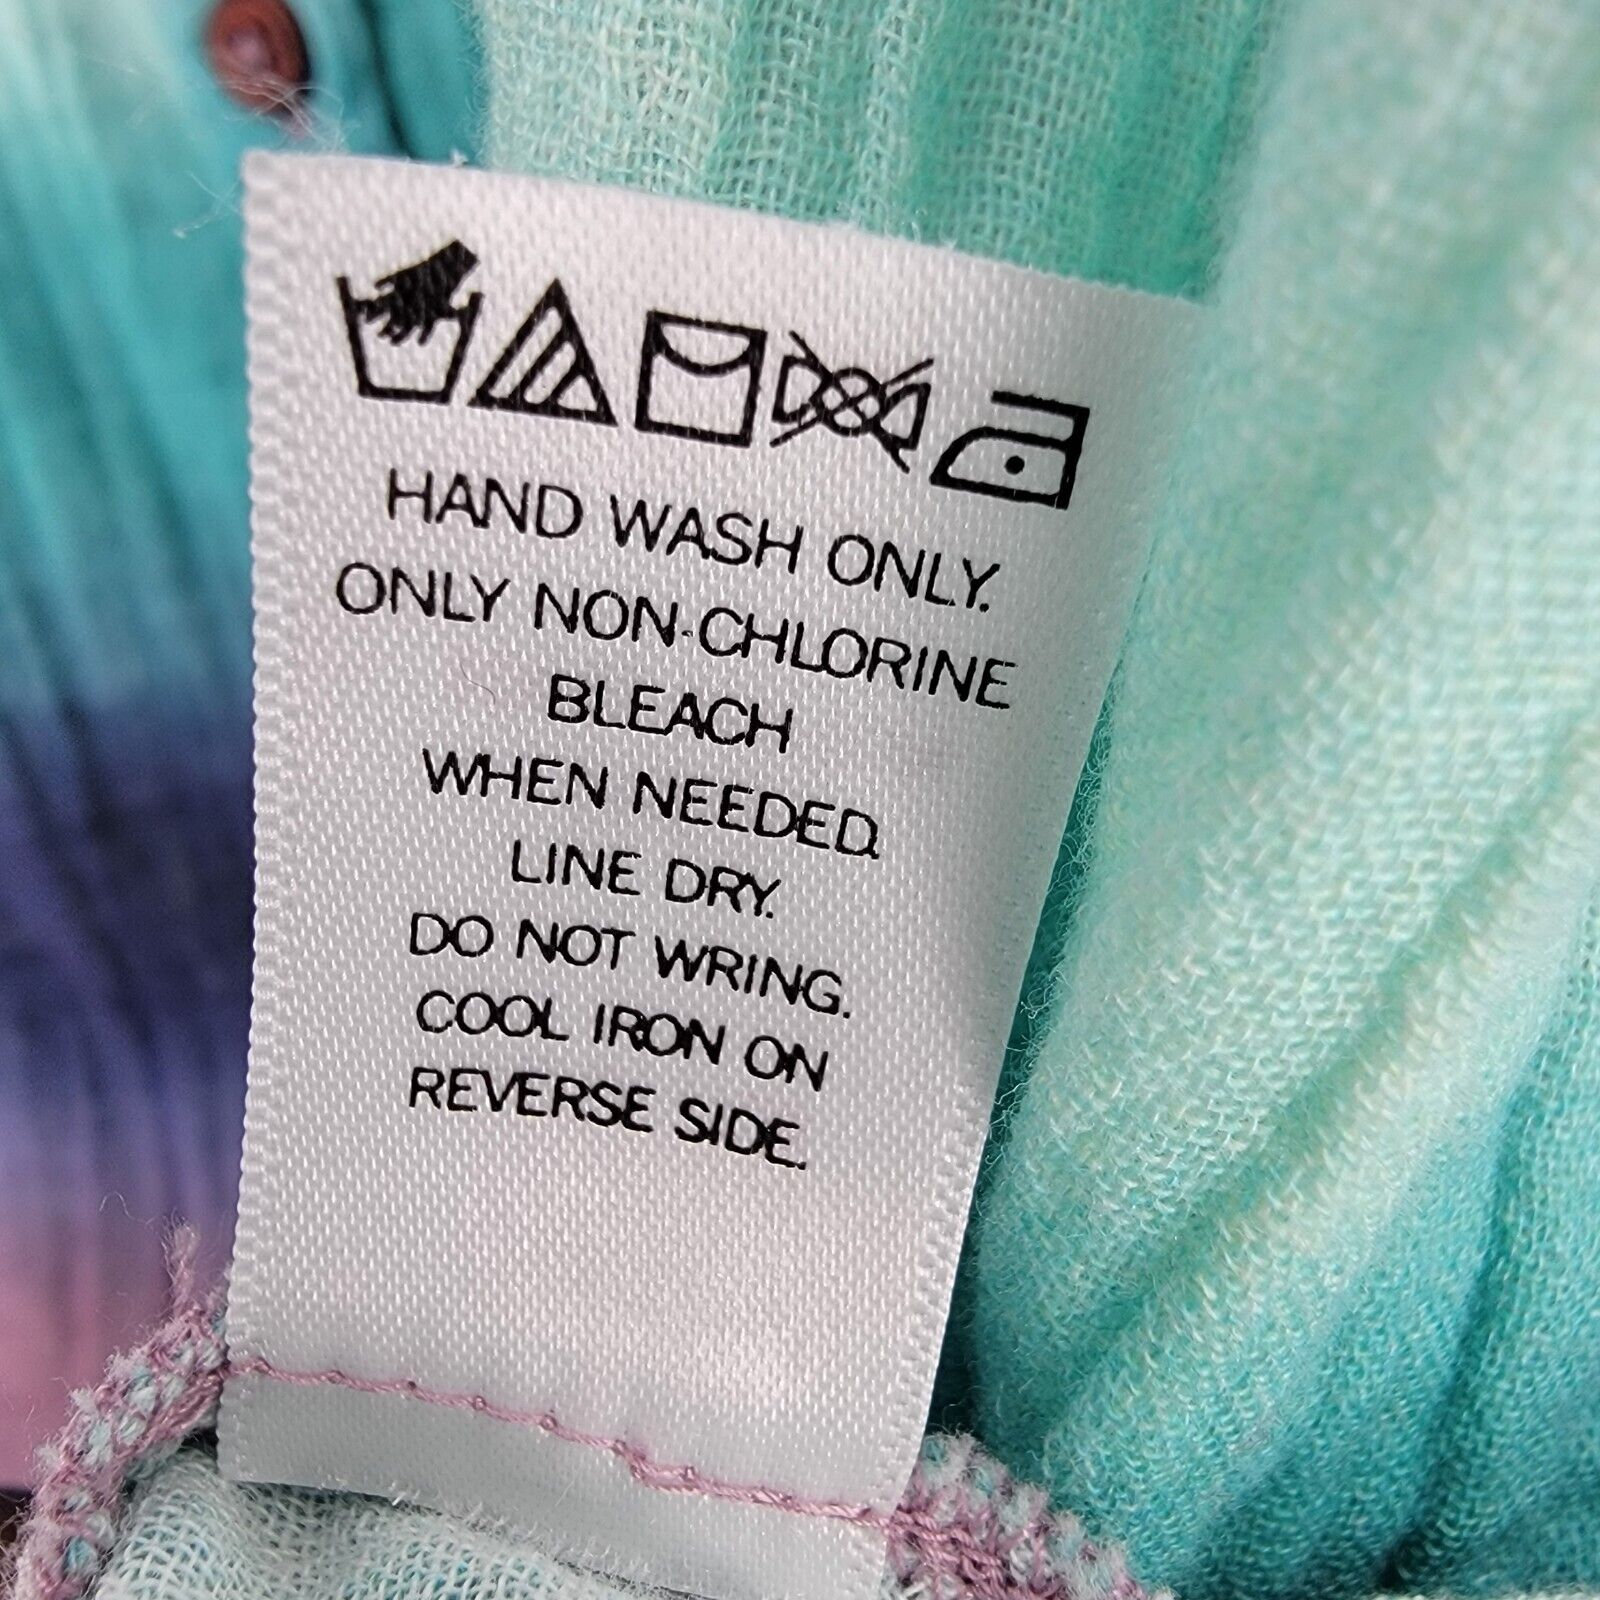 HAND WASH ONLY.
ONLY NON-CHLORINE
BLEACH
WHEN NEEDED.
LINE DRY.
DO NOT WRING.
COOL IRON ON
REVERSE SIDE.